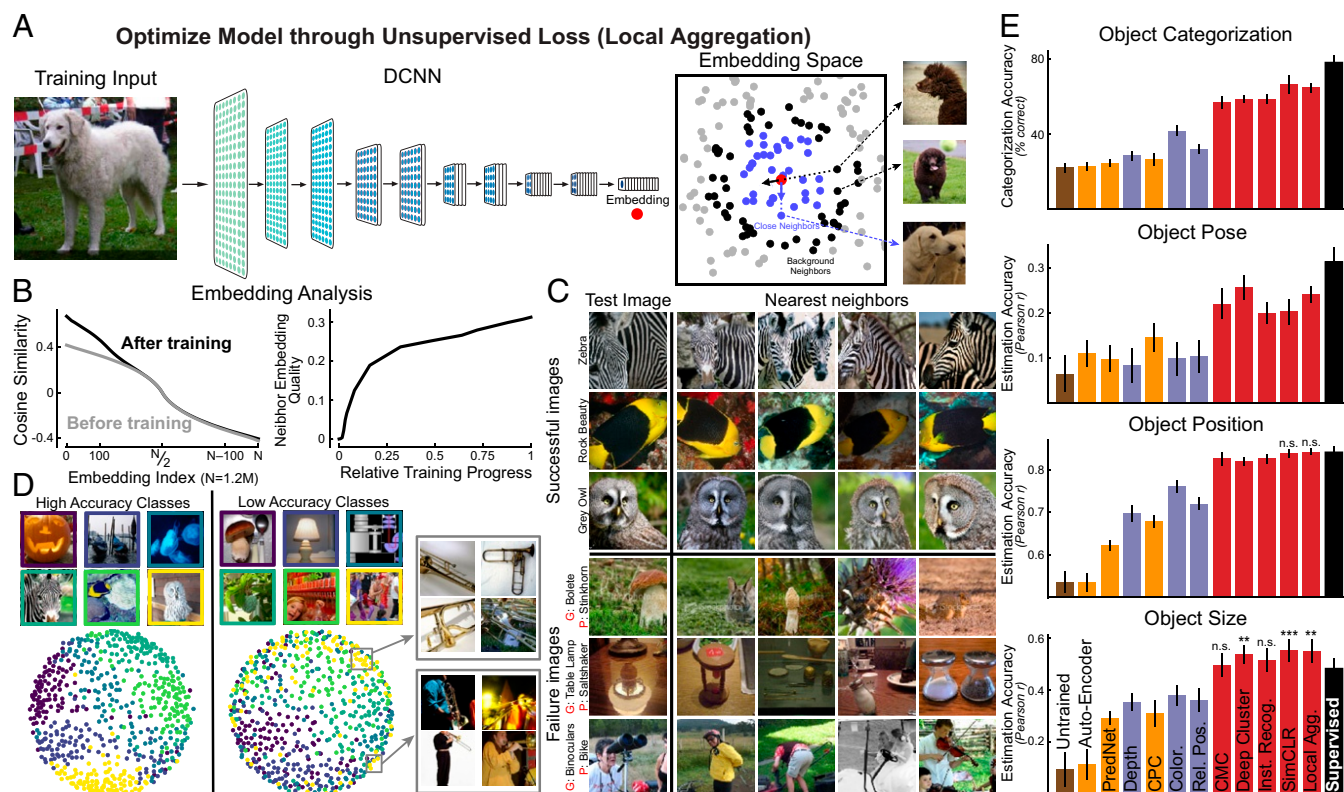 A
Optimize Model through Unsupervised Loss (Local Aggregation)
Training Input
DCNN
Embedding Space
Embedding
Close Neighbors
Background
Neighbors
B
Embedding Analysis
Cosine Similarity
0.4
0
-0.4
After training
Before training
0
100
N/2
N–100
N
Embedding Index (N=1.2M)
Neibhor Embedding
Quality
0.3
0.2
0.1
0
0
0.25
0.5
0.75
1
Relative Training Progress
C
Test Image
Nearest neighbors
Successful images
Zebra
Rock Beauty
Grey Owl
Failure images
G: Bolete
P: Stinkhorn
G: Table Lamp
P: Saltshaker
G: Binoculars
P: Bike
D
High Accuracy Classes
Low Accuracy Classes
E
Object Categorization
Categorization Accuracy
(% correct)
80
40
Object Pose
Estimation Accuracy
(Pearson r)
0.3
0.2
0.1
Object Position
Estimation Accuracy
(Pearson r)
0.8
0.7
0.6
n.s.
n.s.
Object Size
Estimation Accuracy
(Pearson r)
0.6
0.4
0.2
n.s.
**
n.s.
***
**
Untrained
Auto-Encoder
PredNet
Depth
CPC
Color.
Rel. Pos.
CMC
Deep Cluster
Inst. Recog.
SimCLR
Local Agg.
Supervised